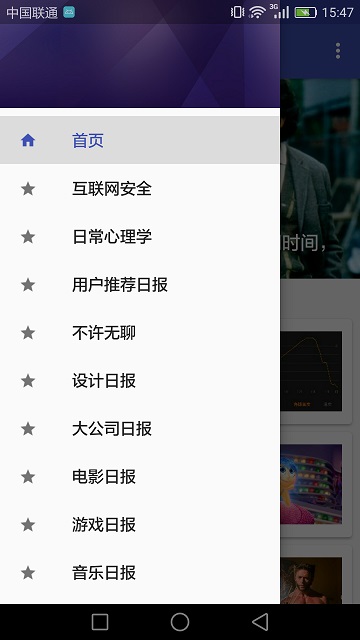 中国联通 3G 15:47
首页
互联网安全
日常心理学
时间，
用户推荐日报
不许无聊
设计日报
大公司日报
电影日报
游戏日报
音乐日报